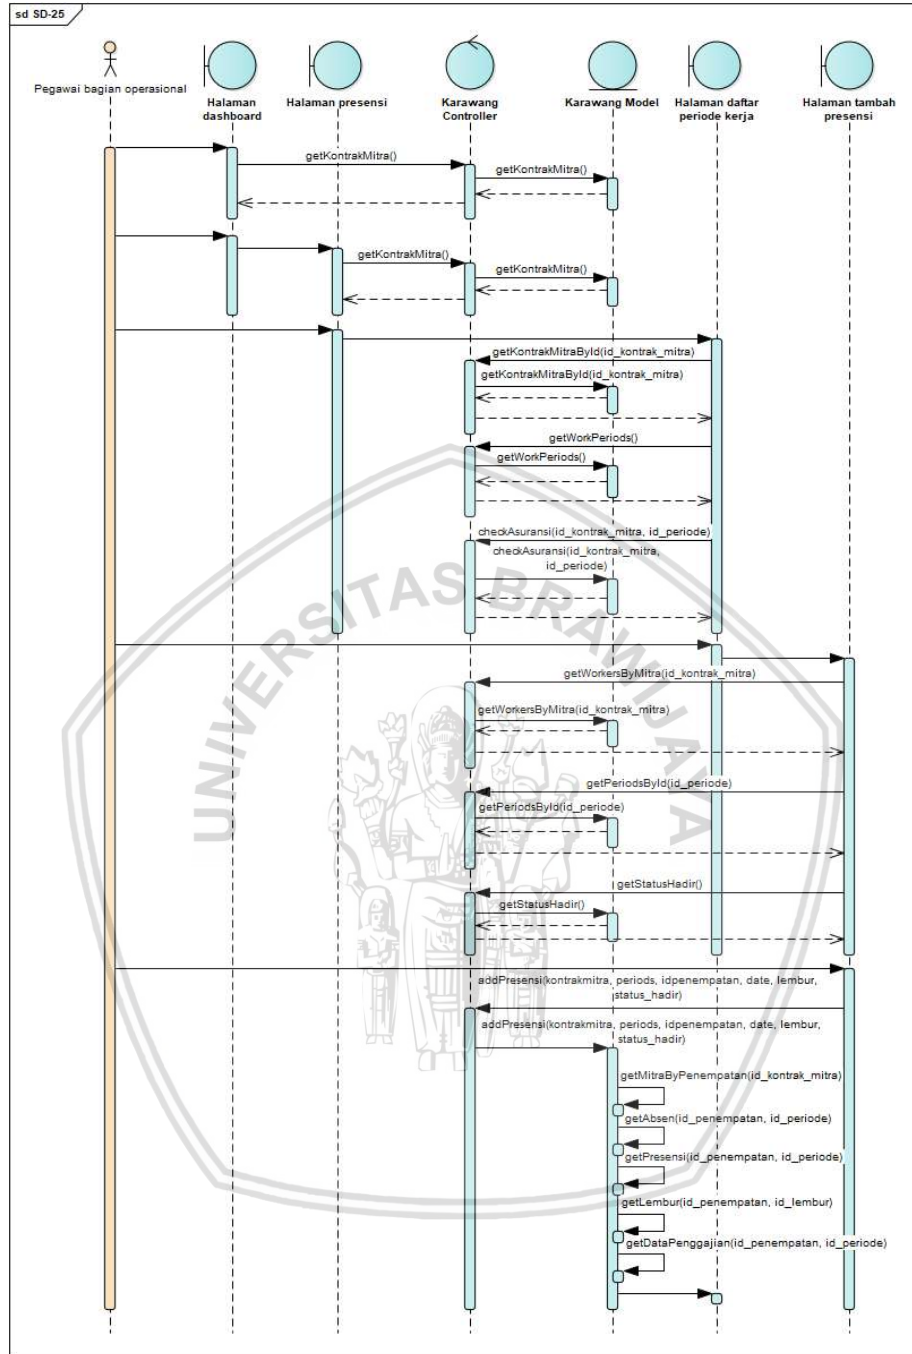 sd SD-25
Pegawai bagian operasional
Halaman
dashboard
Halaman presensi
Karawang
Controller
Karawang Model
Halaman daftar
periode kerja
Halaman tambah
presensi
getKontrakMitra()
getKontrakMitra()
getKontrakMitra()
getKontrakMitra()
getKontrakMitraById(id_kontrak_mitra)
getKontrakMitraById(id_kontrak_mitra)
getWorkPeriods()
getWorkPeriods()
checkAsuransi(id_kontrak_mitra, id_periode)
checkAsuransi(id_kontrak_mitra,
id_periode)
getWorkersByMitra(id_kontrak_mitra)
getWorkersByMitra(id_kontrak_mitra)
getPeriodsById(id_periode)
getPeriodsById(id_periode)
getStatusHadir()
getStatusHadir()
addPresensi(kontrakmitra, periods, idpenempatan, date, lembur,
status_hadir)
addPresensi(kontrakmitra, periods, idpenempatan, date, lembur,
status_hadir)
getMitraByPenempatan(id_kontrak_mitra)
getAbsen(id_penempatan, id_periode)
getPresensi(id_penempatan, id_periode)
getLembur(id_penempatan, id_lembur)
getDataPenggajian(id_penempatan, id_periode)
UNIVERSITAS BRAWIJAYA